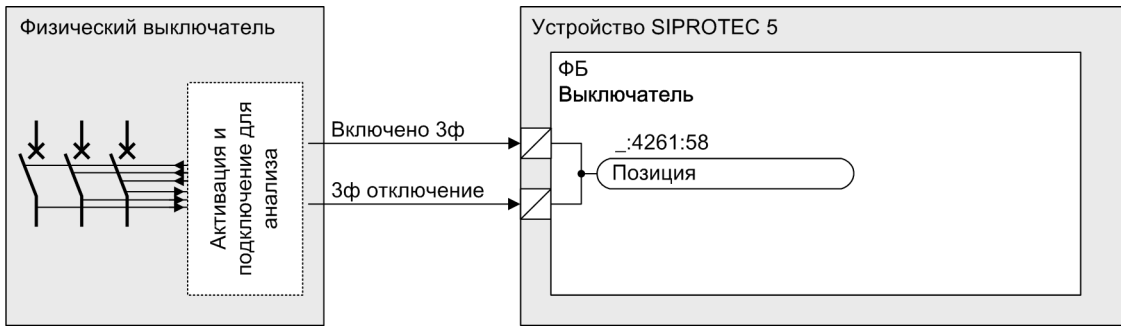 Физический выключатель
Активация и
подключение для
анализа
Включено 3ф
3ф отключение
Устройство SIPROTEC 5
ФБ
Выключатель
_:4261:58
Позиция